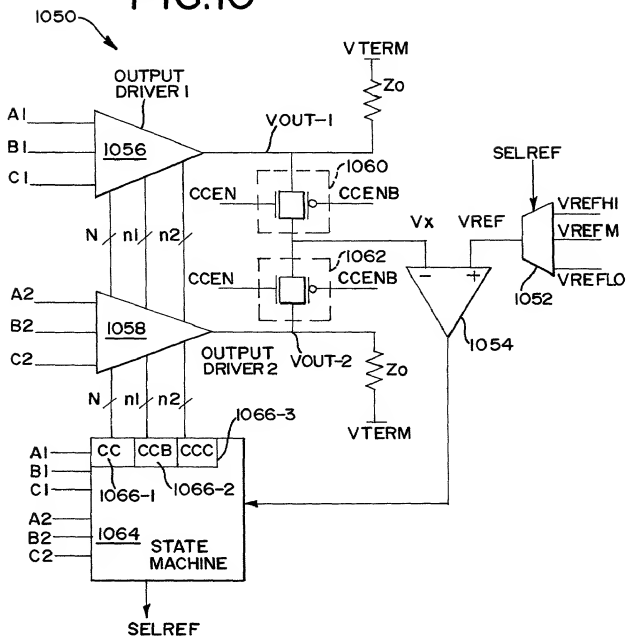 FIG.10
1050
OUTPUT
DRIVER 1
A1
B1
C1
1056
VOUT-1
VTERM
Zo
1060
CCEN
CCENB
SELREF
VREFHI
VREFM
VREFLO
1052
VREF
Vx
- +
1054
N n1 n2
1062
CCEN
CCENB
A2
B2
C2
1058
OUTPUT
DRIVER 2
VOUT-2
Zo
VTERM
N n1 n2
1066-3
CC CCB CCC
1066-1
1066-2
A1
B1
C1
A2
B2
C2
1064
STATE
MACHINE
SELREF